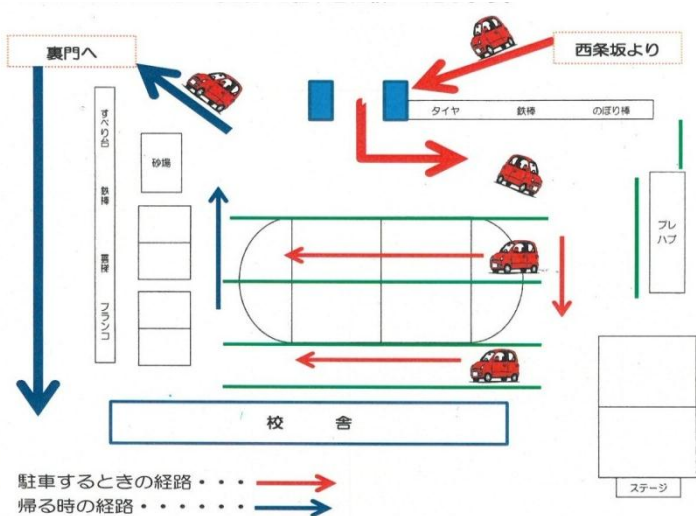 裏門へ
西条坂より
タイヤ 鉄棒 のぼり棒
すべり台
鉄棒
雲梯
ブランコ
砂場
プレハブ
校舎
ステージ
駐車するときの経路・・・
帰る時の経路・・・・・・